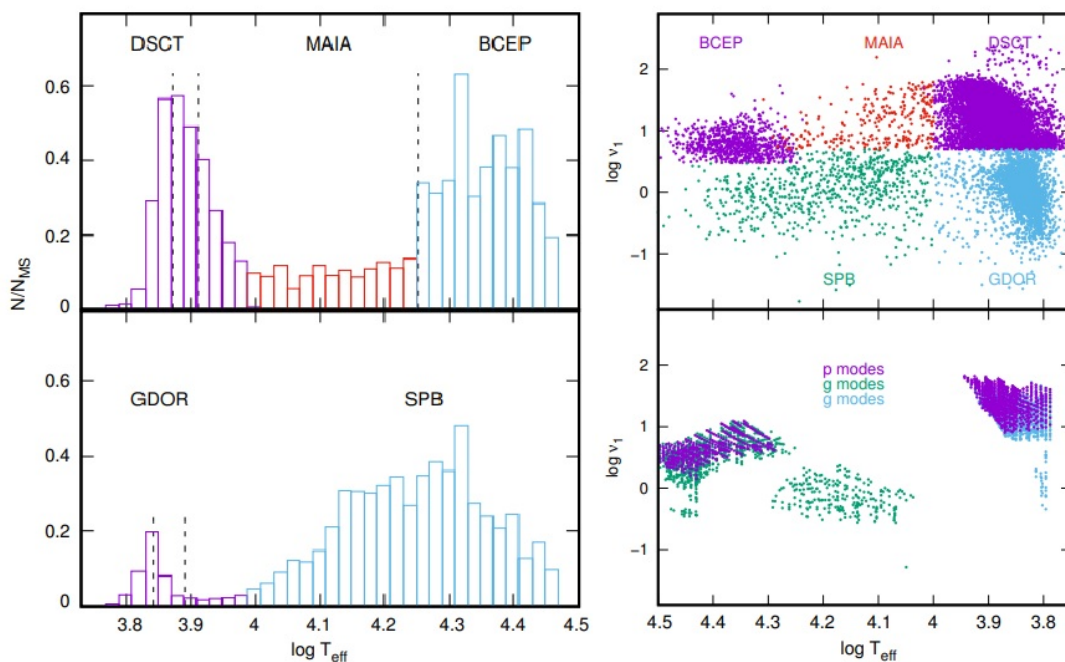 DSCT MAIA BCEP
0.6
0.4
0.2
0
N/N_MS
GDOR SPB
0.6
0.4
0.2
0
3.8 3.9 4 4.1 4.2 4.3 4.4 4.5
log T_eff
BCEP MAIA DSCT
2
1
0
−1
log ν₁
SPB GDOR
p modes
g modes
g modes
2
1
0
−1
log ν₁
4.5 4.4 4.3 4.2 4.1 4 3.9 3.8
log T_eff